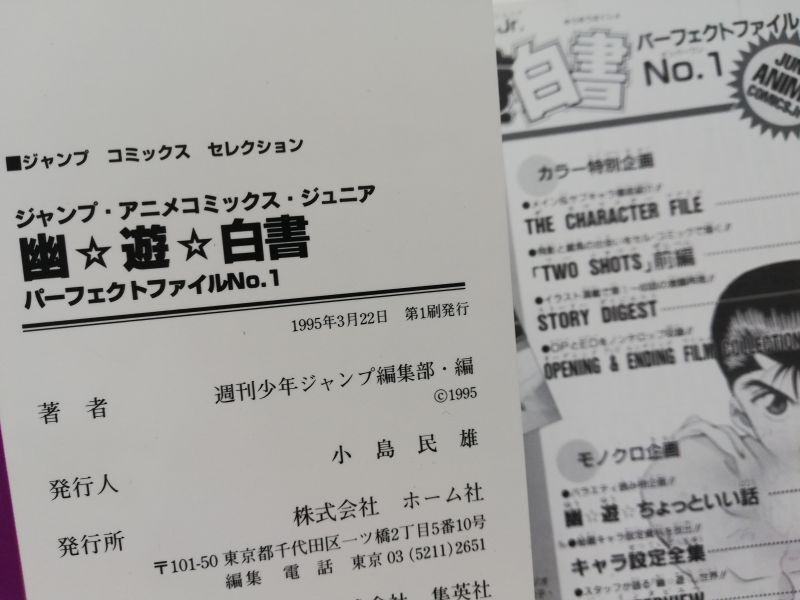 ■ジャンプ コミックス セレクション
ジャンプ・アニメコミックス・ジュニア
幽☆遊☆白書
パーフェクトファイルNo.1
1995年3月22日 第1刷発行
著者 週刊少年ジャンプ編集部・編
©1995
発行人 小島民雄
発行所 株式会社 ホーム社
〒101-50 東京都千代田区一ツ橋2丁目5番10号
編集 電話 東京 03 (5211) 2651
集英社
Jr.
白書
パーフェクトファイル
No.1
JUN
ANIM
COMICS
カラー特別企画
THE CHARACTER FILE
「TWO SHOTS」前編
STORY DIGEST
OPENING & ENDING FILM COLLECTION
モノクロ企画
幽☆遊☆ちょっといい話
キャラ設定全集